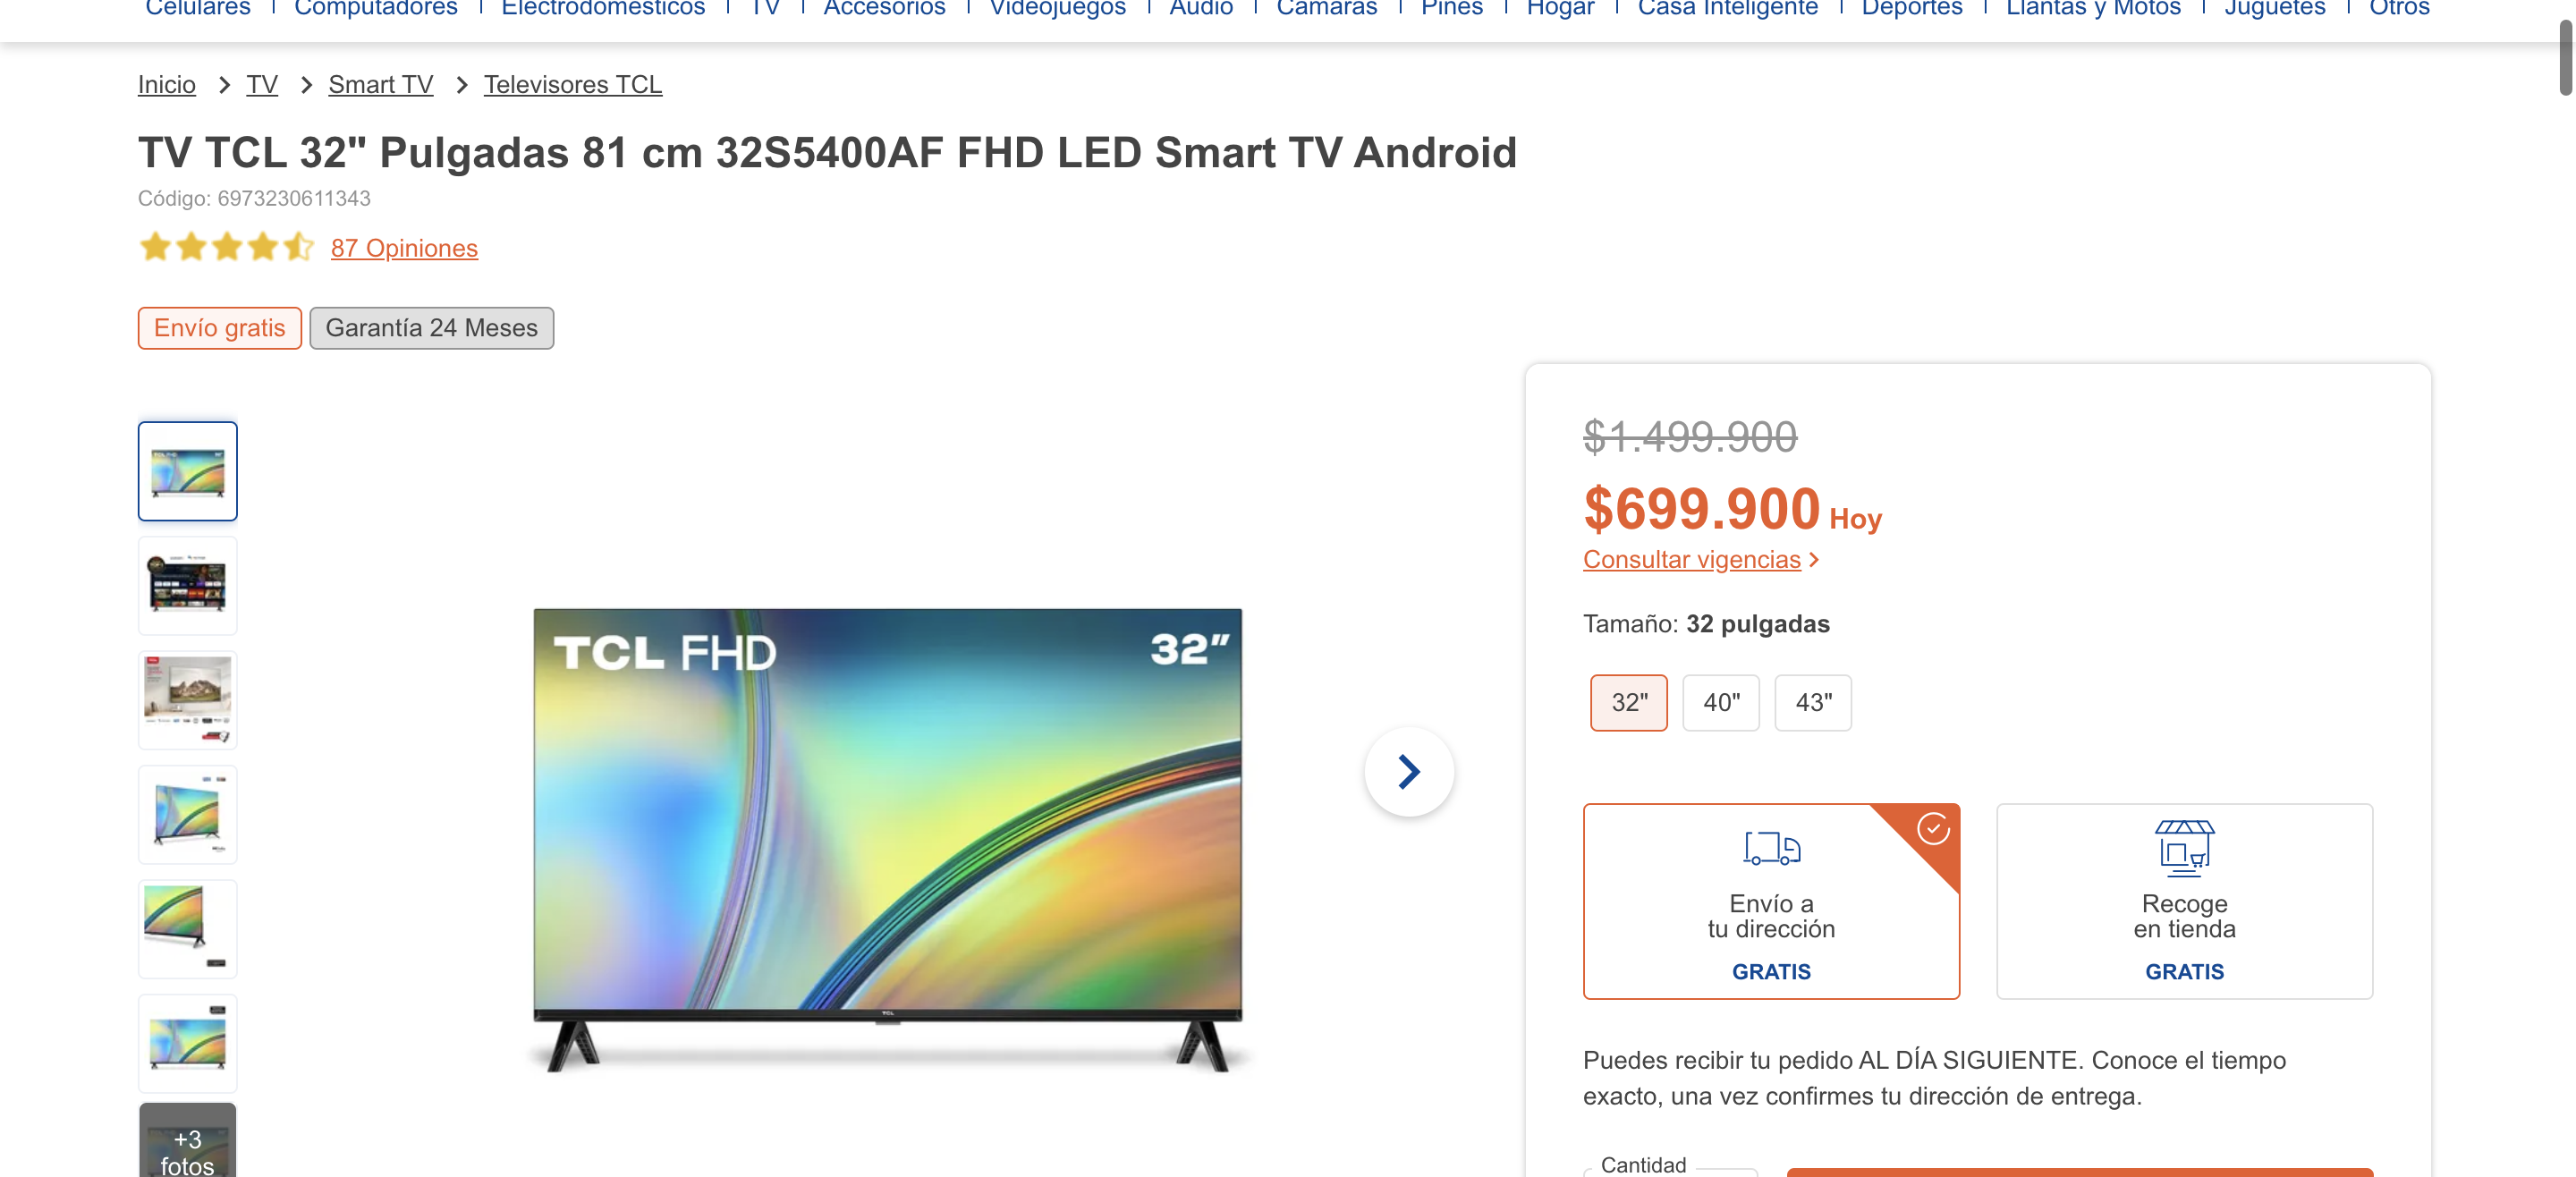 Celulares | Computadores | Electrodomésticos | TV | Accesorios | Videojuegos | Audio | Cámaras | Pines | Hogar | Casa Inteligente | Deportes | Llantas y Motos | Juguetes | Otros
Inicio > TV > Smart TV > Televisores TCL
TV TCL 32" Pulgadas 81 cm 32S5400AF FHD LED Smart TV Android
Código: 6973230611343
87 Opiniones
Envío gratis
Garantía 24 Meses
TCL FHD
32"
TCL
+3
fotos
$1.499.900
$699.900 Hoy
Consultar vigencias >
Tamaño: 32 pulgadas
32" 40" 43"
Envío a
tu dirección
GRATIS
Recoge
en tienda
GRATIS
Puedes recibir tu pedido AL DÍA SIGUIENTE. Conoce el tiempo
exacto, una vez confirmes tu dirección de entrega.
Cantidad